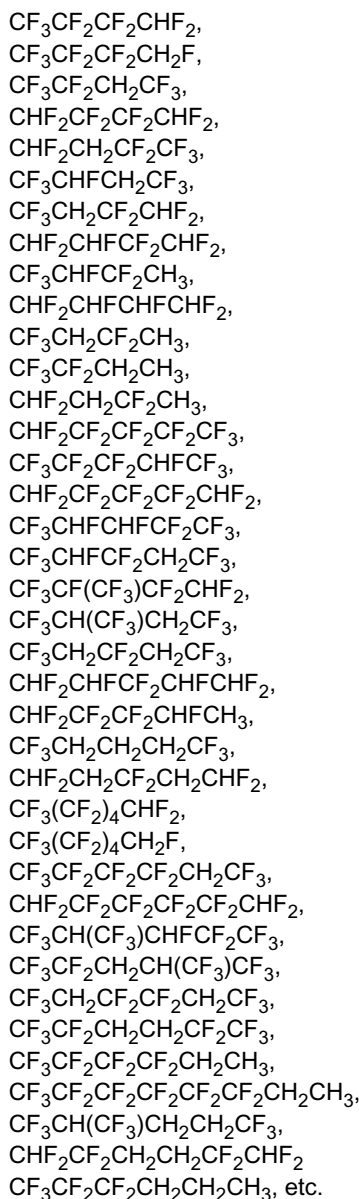 CF₃CF₂CF₂CHF₂,
CF₃CF₂CF₂CH₂F,
CF₃CF₂CH₂CF₃,
CHF₂CF₂CF₂CHF₂,
CHF₂CH₂CF₂CF₃,
CF₃CHFCH₂CF₃,
CF₃CH₂CF₂CHF₂,
CHF₂CHFCF₂CHF₂,
CF₃CHFCF₂CH₃,
CHF₂CHFCHFCHF₂,
CF₃CH₂CF₂CH₃,
CF₃CF₂CH₂CH₃,
CHF₂CH₂CF₂CH₃,
CHF₂CF₂CF₂CF₂CF₃,
CF₃CF₂CF₂CHFCF₃,
CHF₂CF₂CF₂CF₂CHF₂,
CF₃CHFCHFCF₂CF₃,
CF₃CHFCF₂CH₂CF₃,
CF₃CF(CF₃)CF₂CHF₂,
CF₃CH(CF₃)CH₂CF₃,
CF₃CH₂CF₂CH₂CF₃,
CHF₂CHFCF₂CHFCHF₂,
CHF₂CF₂CF₂CHFCH₃,
CF₃CH₂CH₂CH₂CF₃,
CHF₂CH₂CF₂CH₂CHF₂,
CF₃(CF₂)₄CHF₂,
CF₃(CF₂)₄CH₂F,
CF₃CF₂CF₂CF₂CH₂CF₃,
CHF₂CF₂CF₂CF₂CF₂CHF₂,
CF₃CH(CF₃)CHFCF₂CF₃,
CF₃CF₂CH₂CH(CF₃)CF₃,
CF₃CH₂CF₂CF₂CH₂CF₃,
CF₃CF₂CH₂CH₂CF₂CF₃,
CF₃CF₂CF₂CF₂CH₂CH₃,
CF₃CF₂CF₂CF₂CF₂CF₂CH₂CH₃,
CF₃CH(CF₃)CH₂CH₂CF₃,
CHF₂CF₂CH₂CH₂CF₂CHF₂
CF₃CF₂CF₂CH₂CH₂CH₃, etc.